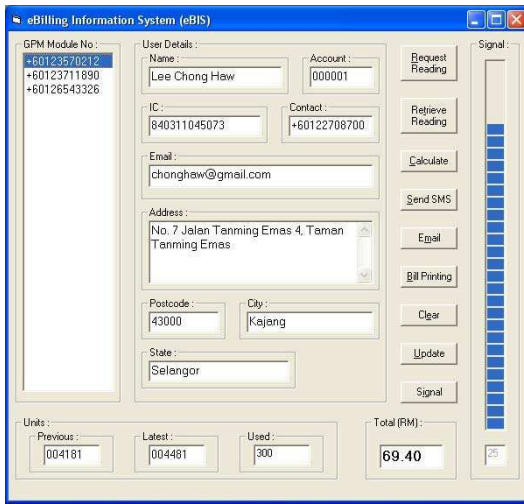 eBilling Information System (eBIS)
GPM Module No :
+60123570212
+60123711890
+60126543326
User Details :
Name :
Lee Chong Haw
Account :
000001
IC :
840311045073
Contact :
+60122708700
Email :
chonghaw@gmail.com
Address :
No. 7 Jalan Tanming Emas 4, Taman
Tanming Emas
Postcode :
43000
City :
Kajang
State :
Selangor
Request
Reading
Retrieve
Reading
Calculate
Send SMS
Email
Bill Printing
Clear
Update
Signal
Signal :
25
Units :
Previous :
004181
Latest :
004481
Used :
300
Total (RM) :
69.40